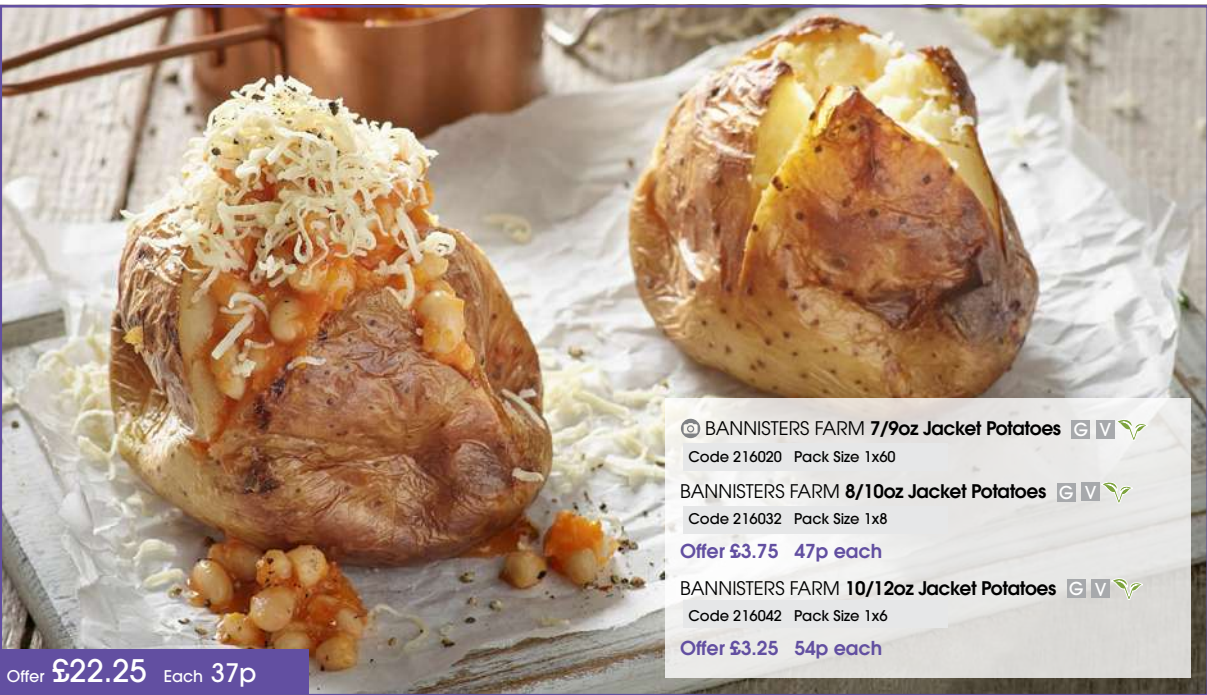 BANNISTERS FARM 7/9oz Jacket Potatoes G V
Code 216020 Pack Size 1x60
BANNISTERS FARM 8/10oz Jacket Potatoes G V
Code 216032 Pack Size 1x8
Offer £3.75 47p each
BANNISTERS FARM 10/12oz Jacket Potatoes G V
Code 216042 Pack Size 1x6
Offer £3.25 54p each
Offer £22.25 Each 37p